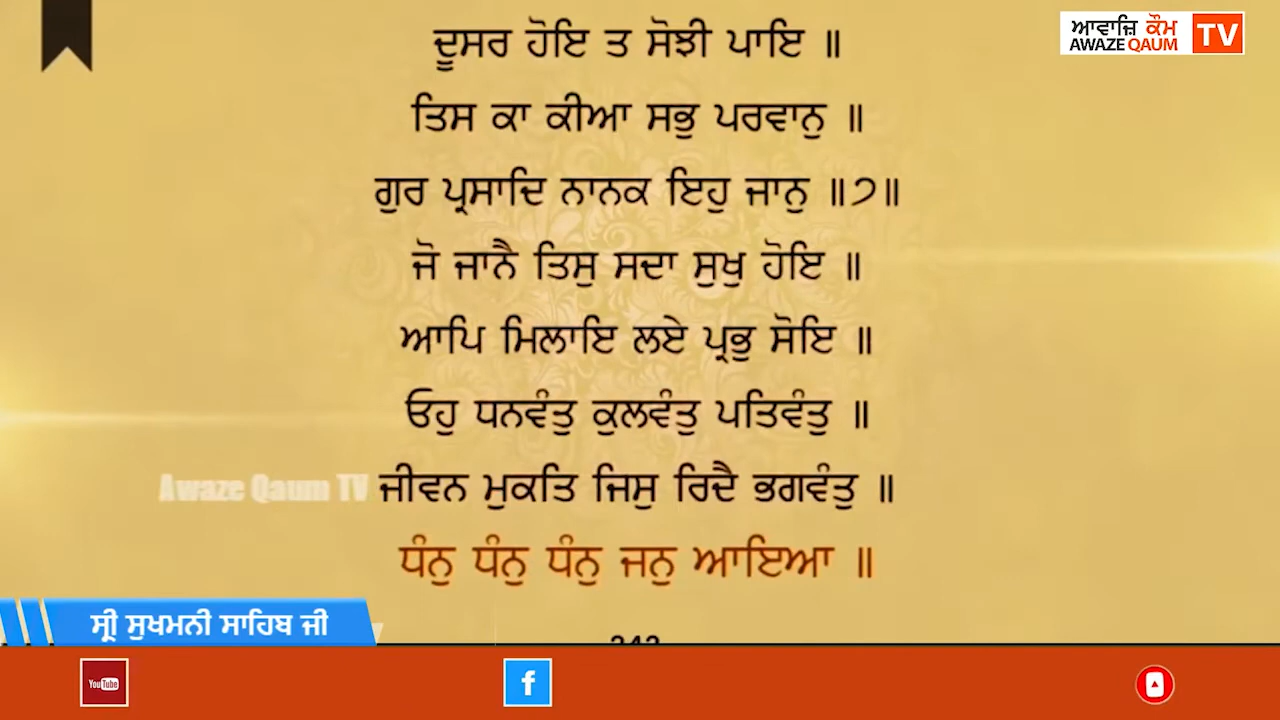 ਦੂਸਰ ਹੋਇ ਤ ਸੋਝੀ ਪਾਇ ॥
ਆਵਾਜ਼ਿ ਕੌਮ
AWAZE QAUM TV
ਤਿਸ ਕਾ ਕੀਆ ਸਭੁ ਪਰਵਾਨੁ ॥
ਗੁਰ ਪ੍ਰਸਾਦਿ ਨਾਨਕ ਇਹੁ ਜਾਨੁ ॥੭॥
ਜੋ ਜਾਨੈ ਤਿਸੁ ਸਦਾ ਸੁਖੁ ਹੋਇ ॥
ਆਪਿ ਮਿਲਾਇ ਲਏ ਪ੍ਰਭੁ ਸੋਇ ॥
ਓਹੁ ਧਨਵੰਤੁ ਕੁਲਵੰਤੁ ਪਤਿਵੰਤੁ ॥
Awaze Qaum TV
ਜੀਵਨ ਮੁਕਤਿ ਜਿਸੁ ਰਿਦੈ ਭਗਵੰਤੁ ॥
ਧੰਨੁ ਧੰਨੁ ਧੰਨੁ ਜਨੁ ਆਇਆ ॥
ਸ੍ਰੀ ਸੁਖਮਨੀ ਸਾਹਿਬ ਜੀ
YouTube